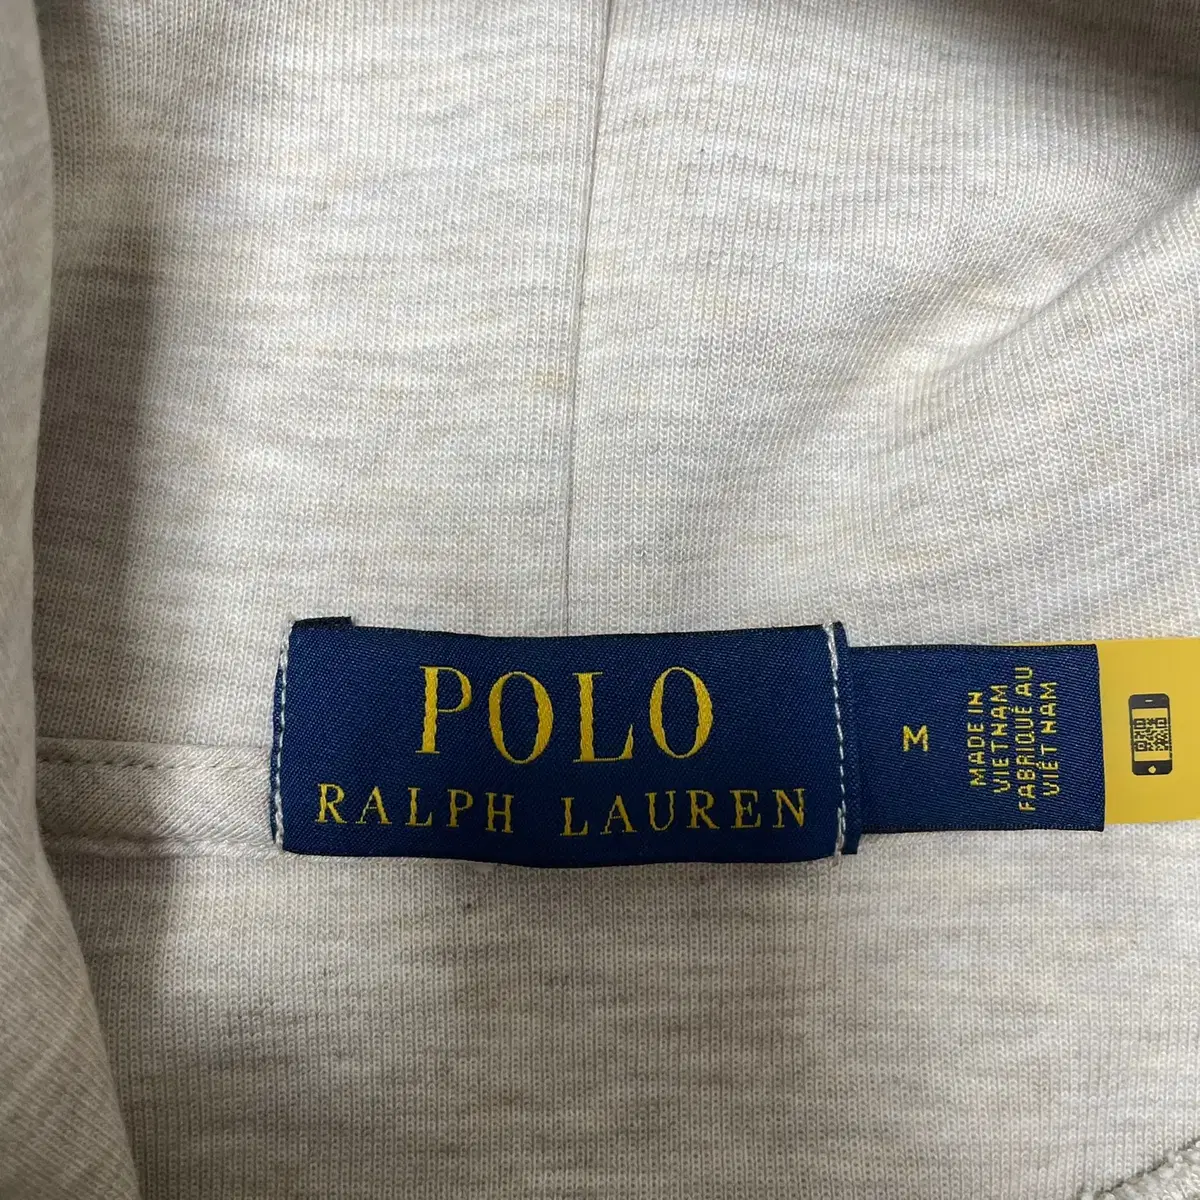 POLO
RALPH LAUREN
M
MADE IN
VIETNAM
FABRIQUÉ AU
VIÊT NAM